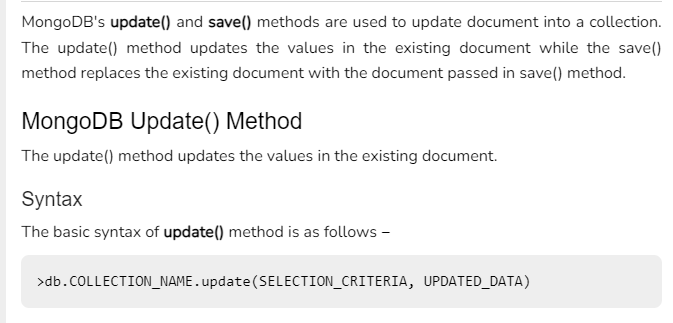 MongoDB's update() and save() methods are used to update document into a collection.
The update() method updates the values in the existing document while the save()
method replaces the existing document with the document passed in save() method.
MongoDB Update() Method
The update() method updates the values in the existing document.
Syntax
The basic syntax of update() method is as follows −
>db.COLLECTION_NAME.update(SELECTION_CRITERIA, UPDATED_DATA)